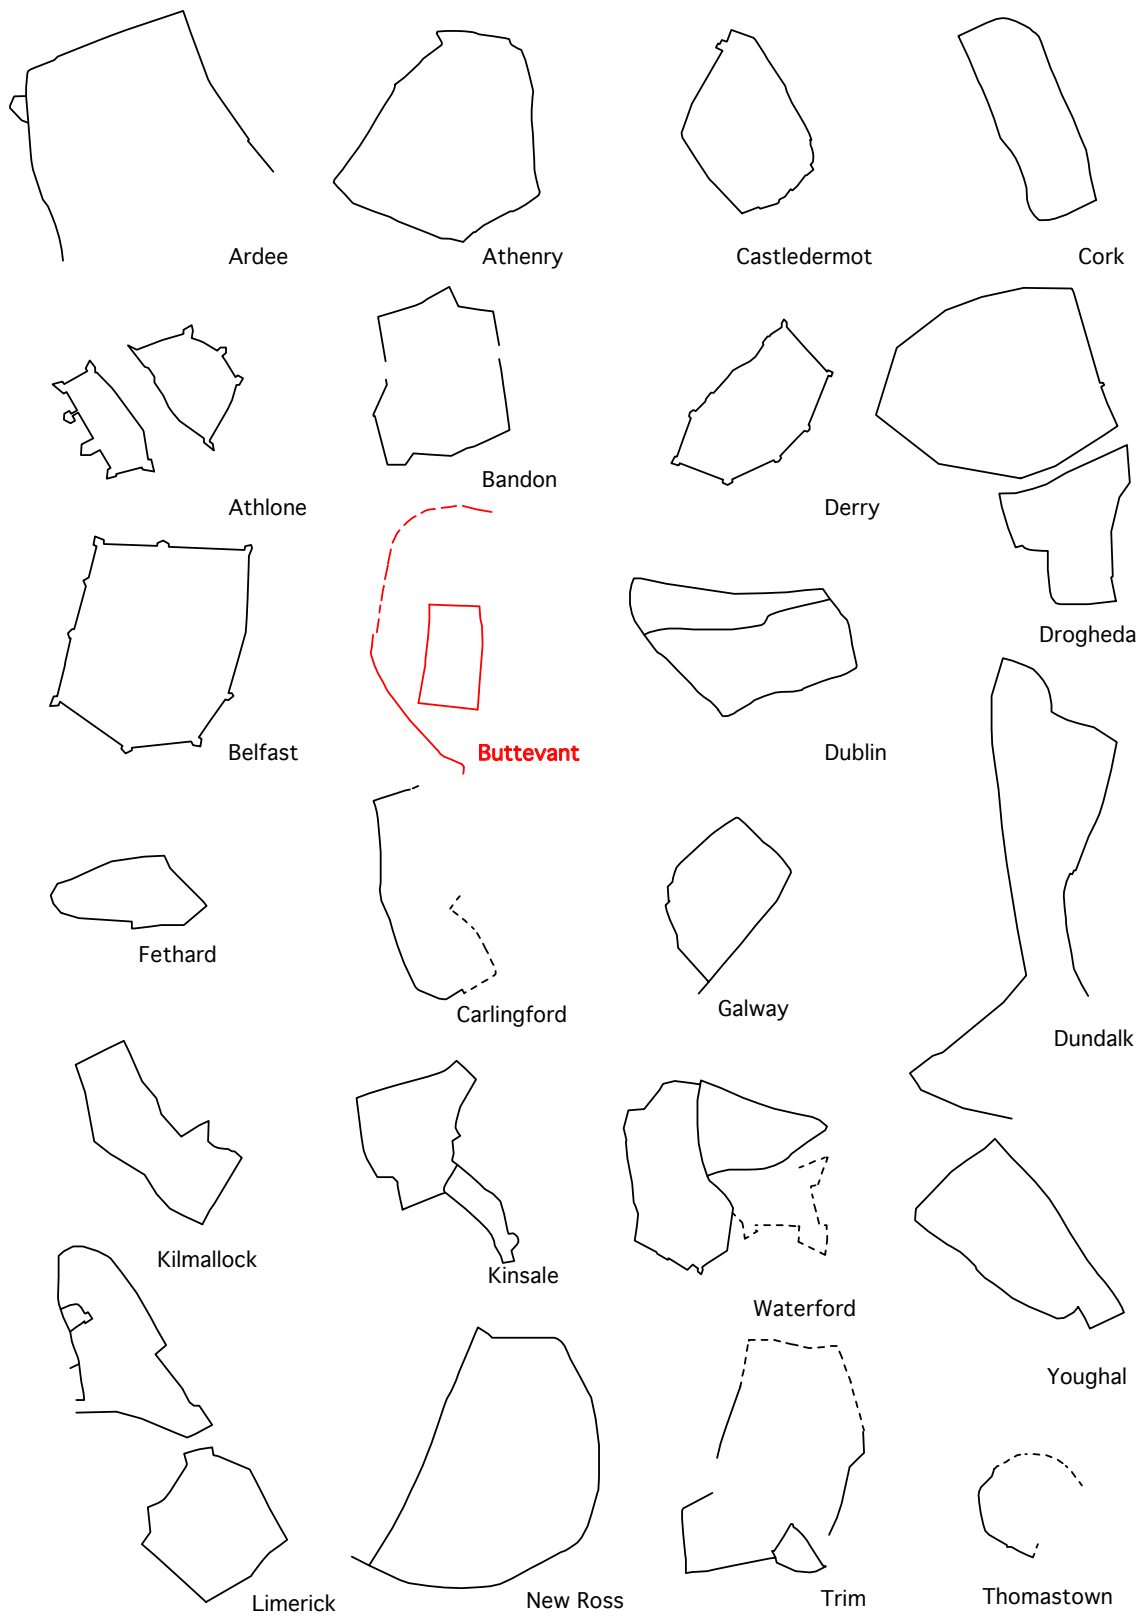 Ardee
Athenry
Castledermot
Cork
Athlone
Bandon
Derry
Drogheda
Belfast
Buttevant
Dublin
Fethard
Carlingford
Galway
Dundalk
Kilmallock
Kinsale
Waterford
Youghal
Limerick
New Ross
Trim
Thomastown